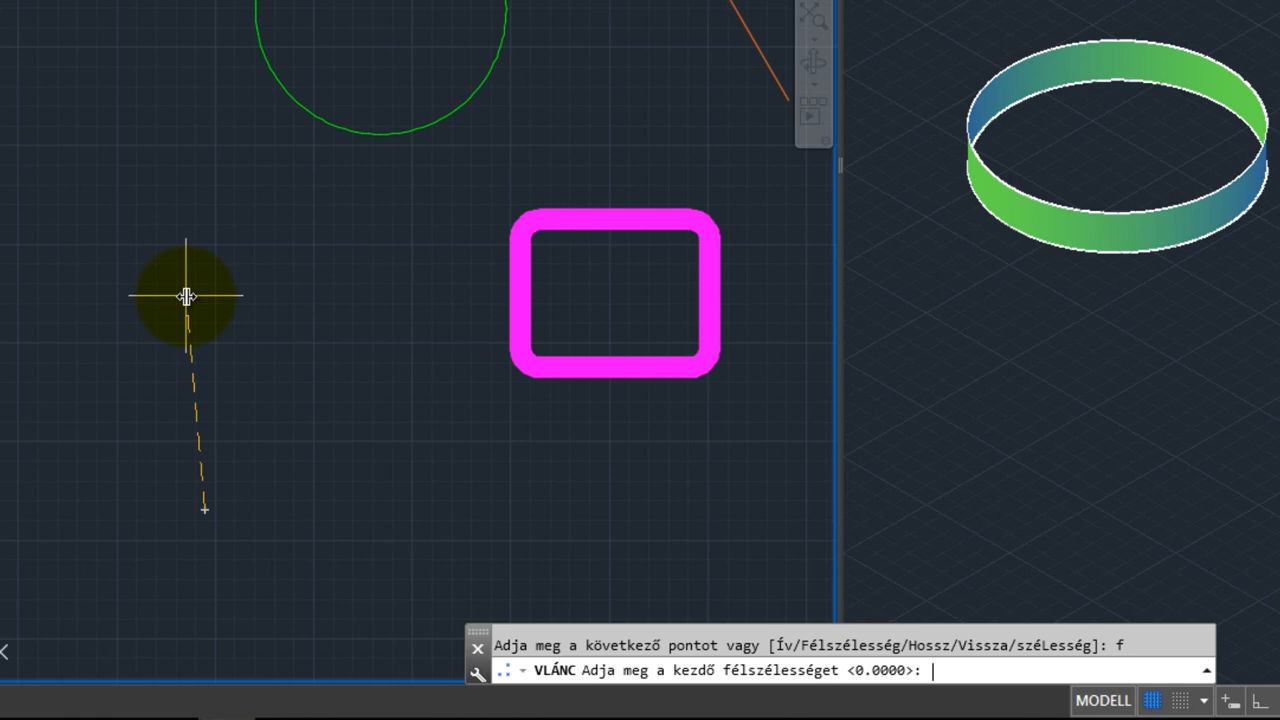 Adja meg a következő pontot vagy [Ív/Félszélesség/Hossz/Vissza/széLesség]: f
VLÁNC Adja meg a kezdő félszélességet <0.0000>:
MODELL